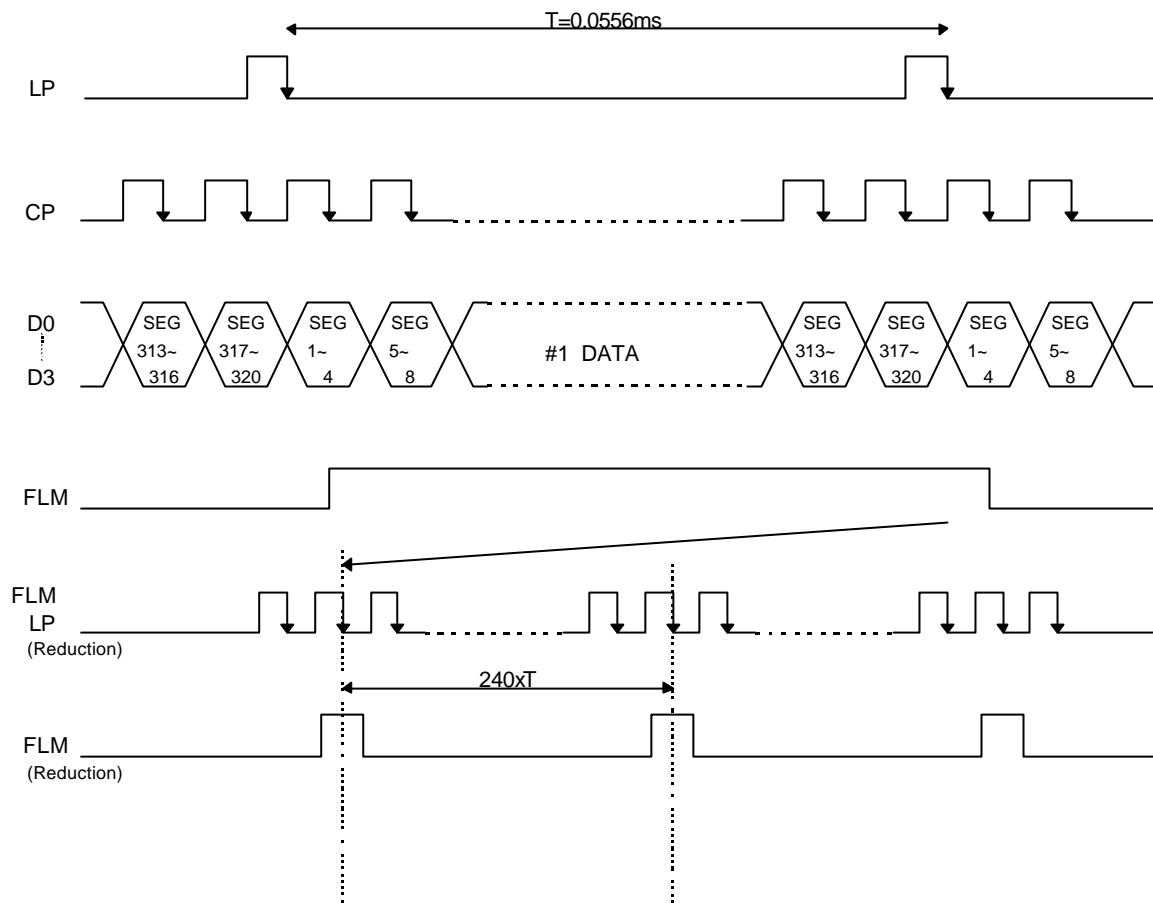 T=0.0556ms
LP
CP
D0
D3
SEG
313~
316
SEG
317~
320
SEG
1~
4
SEG
5~
8
#1 DATA
SEG
313~
316
SEG
317~
320
SEG
1~
4
SEG
5~
8
FLM
FLM
LP
(Reduction)
240xT
FLM
(Reduction)